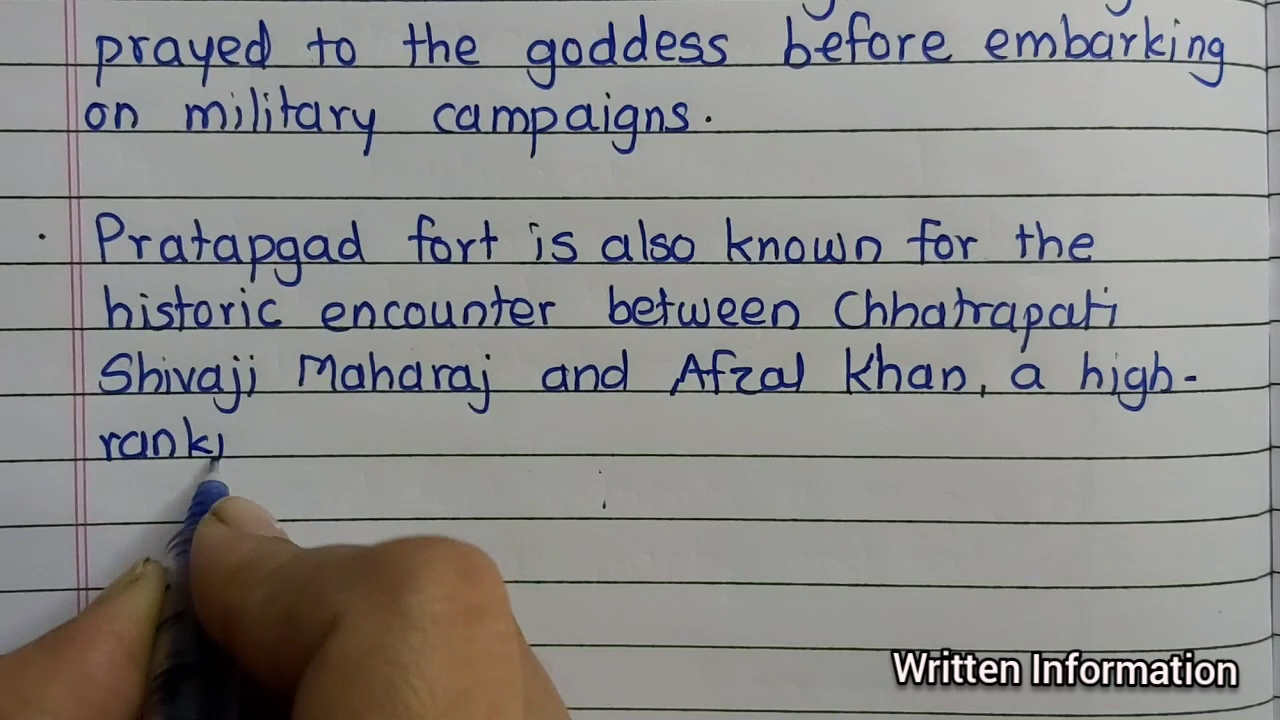 prayed to the goddess before embarking
on military campaigns.
· Pratapgad fort is also known for the
historic encounter between Chhatrapati
Shivaji Maharaj and Afzal Khan, a high-
ranki
Written Information